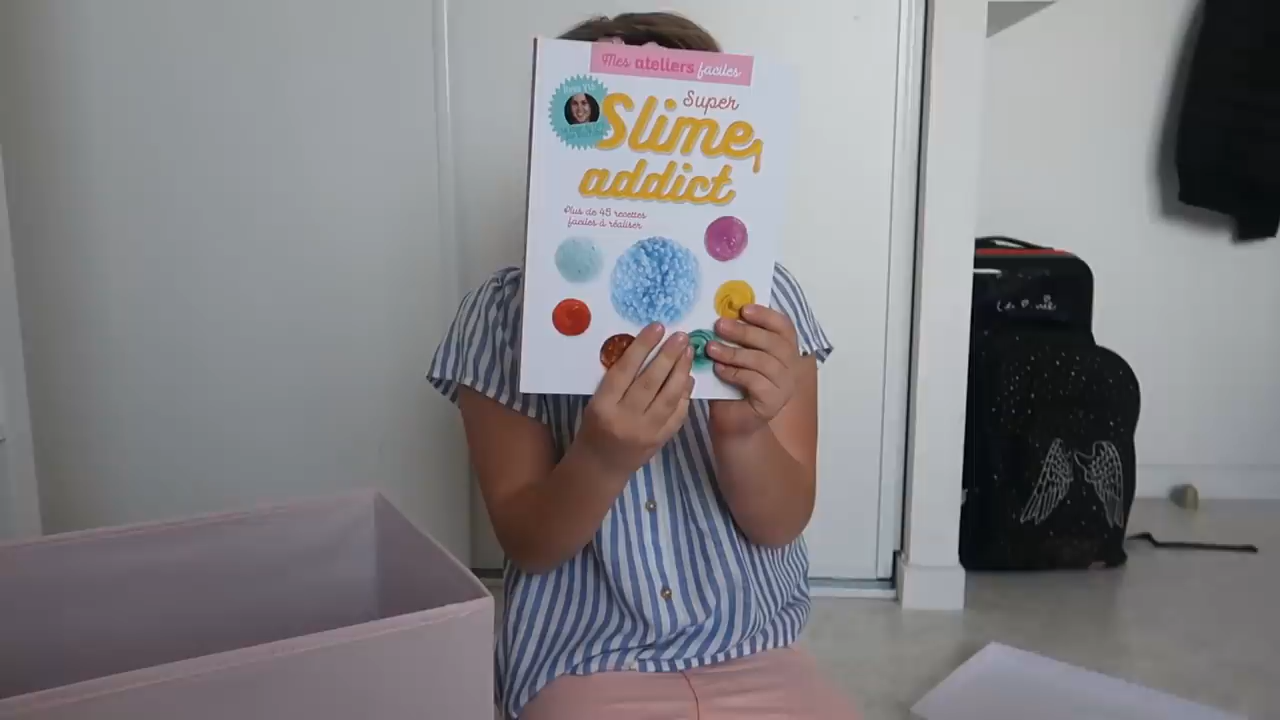 Mes ateliers faciles
Super
Slime
addict
Plus de 45 recettes
faciles à réaliser